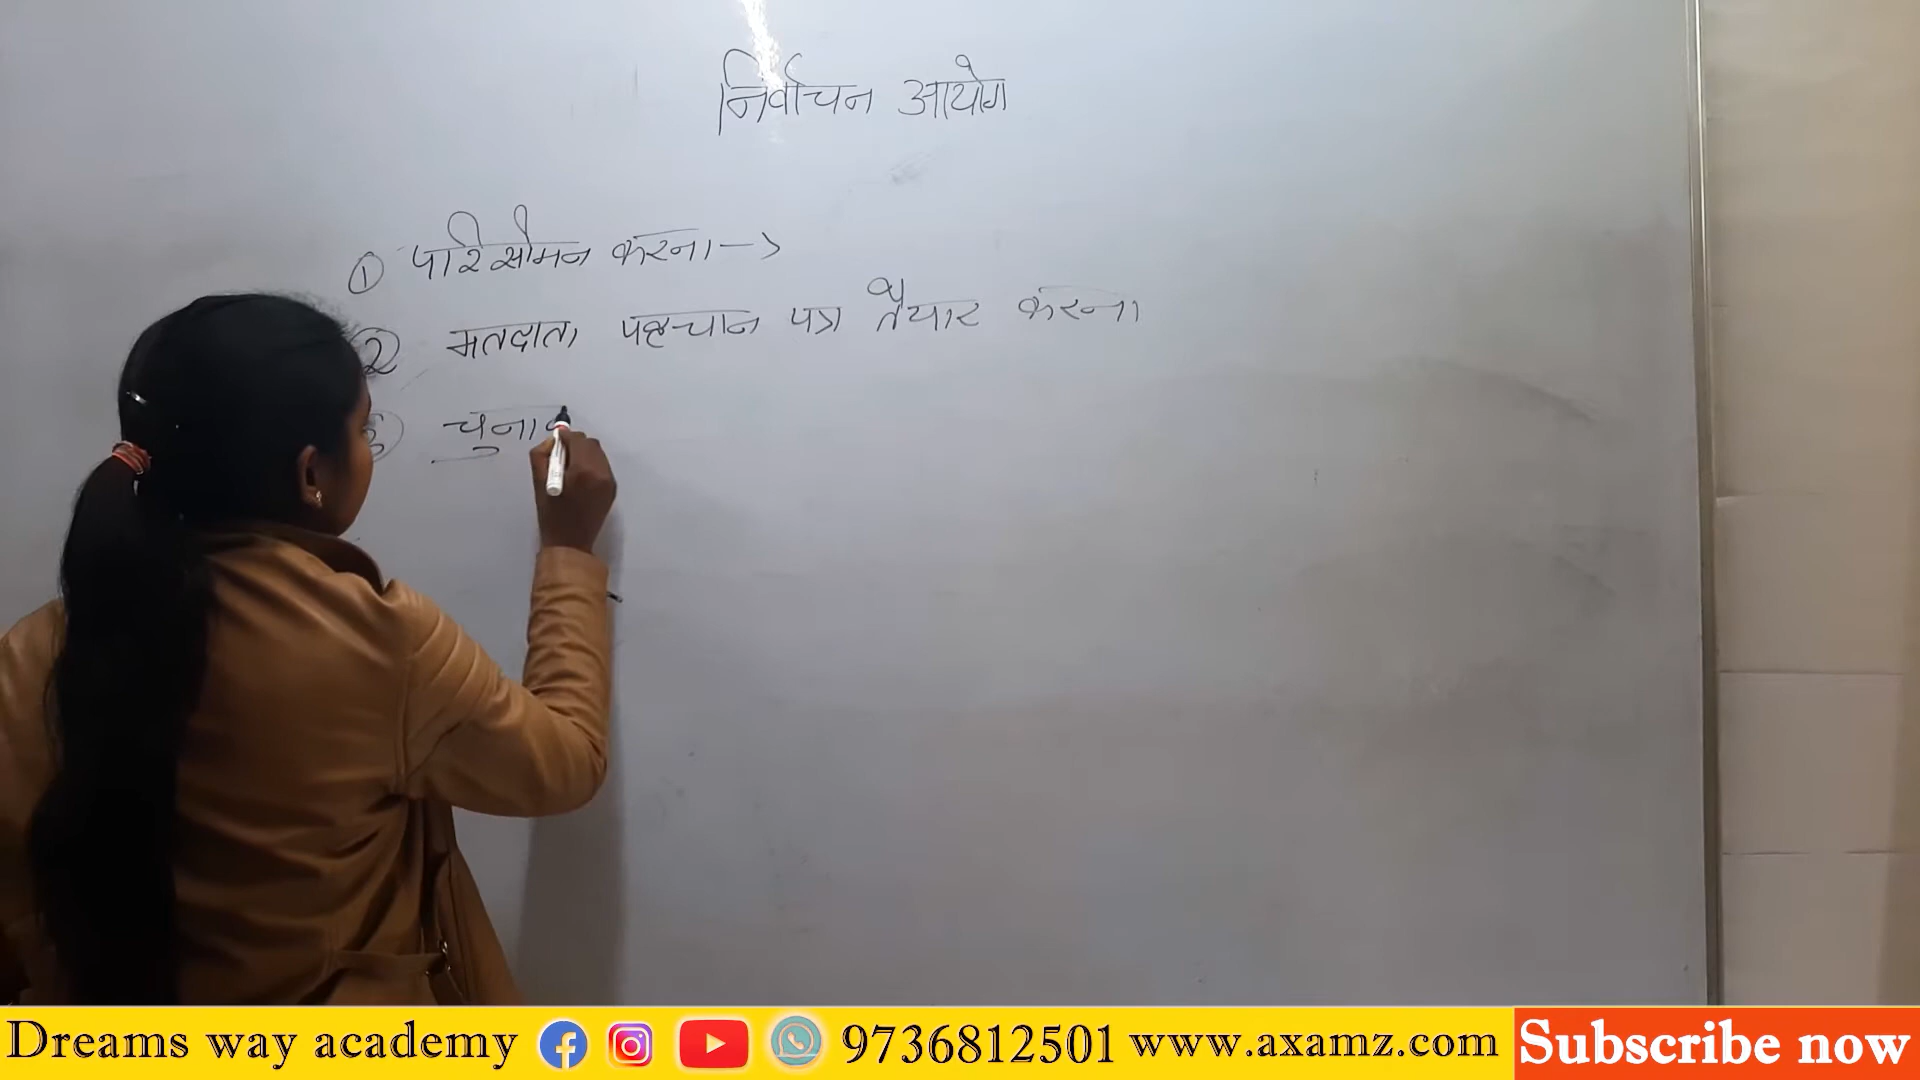 निर्वाचन आयोग
① परिसीमन करना →
② मतदाता पहचान पत्र तैयार करना
③ चुनाव
Dreams way academy 9736812501 www.axamz.com Subscribe now